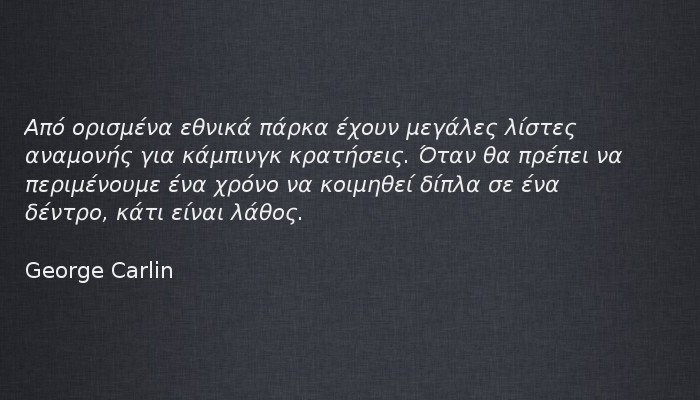 Από ορισμένα εθνικά πάρκα έχουν μεγάλες λίστες
αναμονής για κάμπινγκ κρατήσεις. Όταν θα πρέπει να
περιμένουμε ένα χρόνο να κοιμηθεί δίπλα σε ένα
δέντρο, κάτι είναι λάθος.
George Carlin